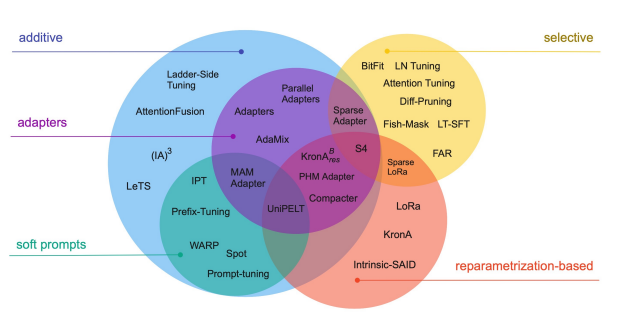 additive
selective
BitFit
LN Tuning
Ladder-Side
Tuning
Attention Tuning
Parallel
Adapters
Diff-Pruning
AttentionFusion
Adapters
Sparse
Adapter
adapters
Fish-Mask
LT-SFT
AdaMix
(IA)³
KronA^B_res
S4
FAR
Sparse
LoRa
LeTS
IPT
MAM
Adapter
PHM Adapter
Compacter
Prefix-Tuning
UniPELT
LoRa
KronA
soft prompts
WARP
Spot
Intrinsic-SAID
reparametrization-based
Prompt-tuning